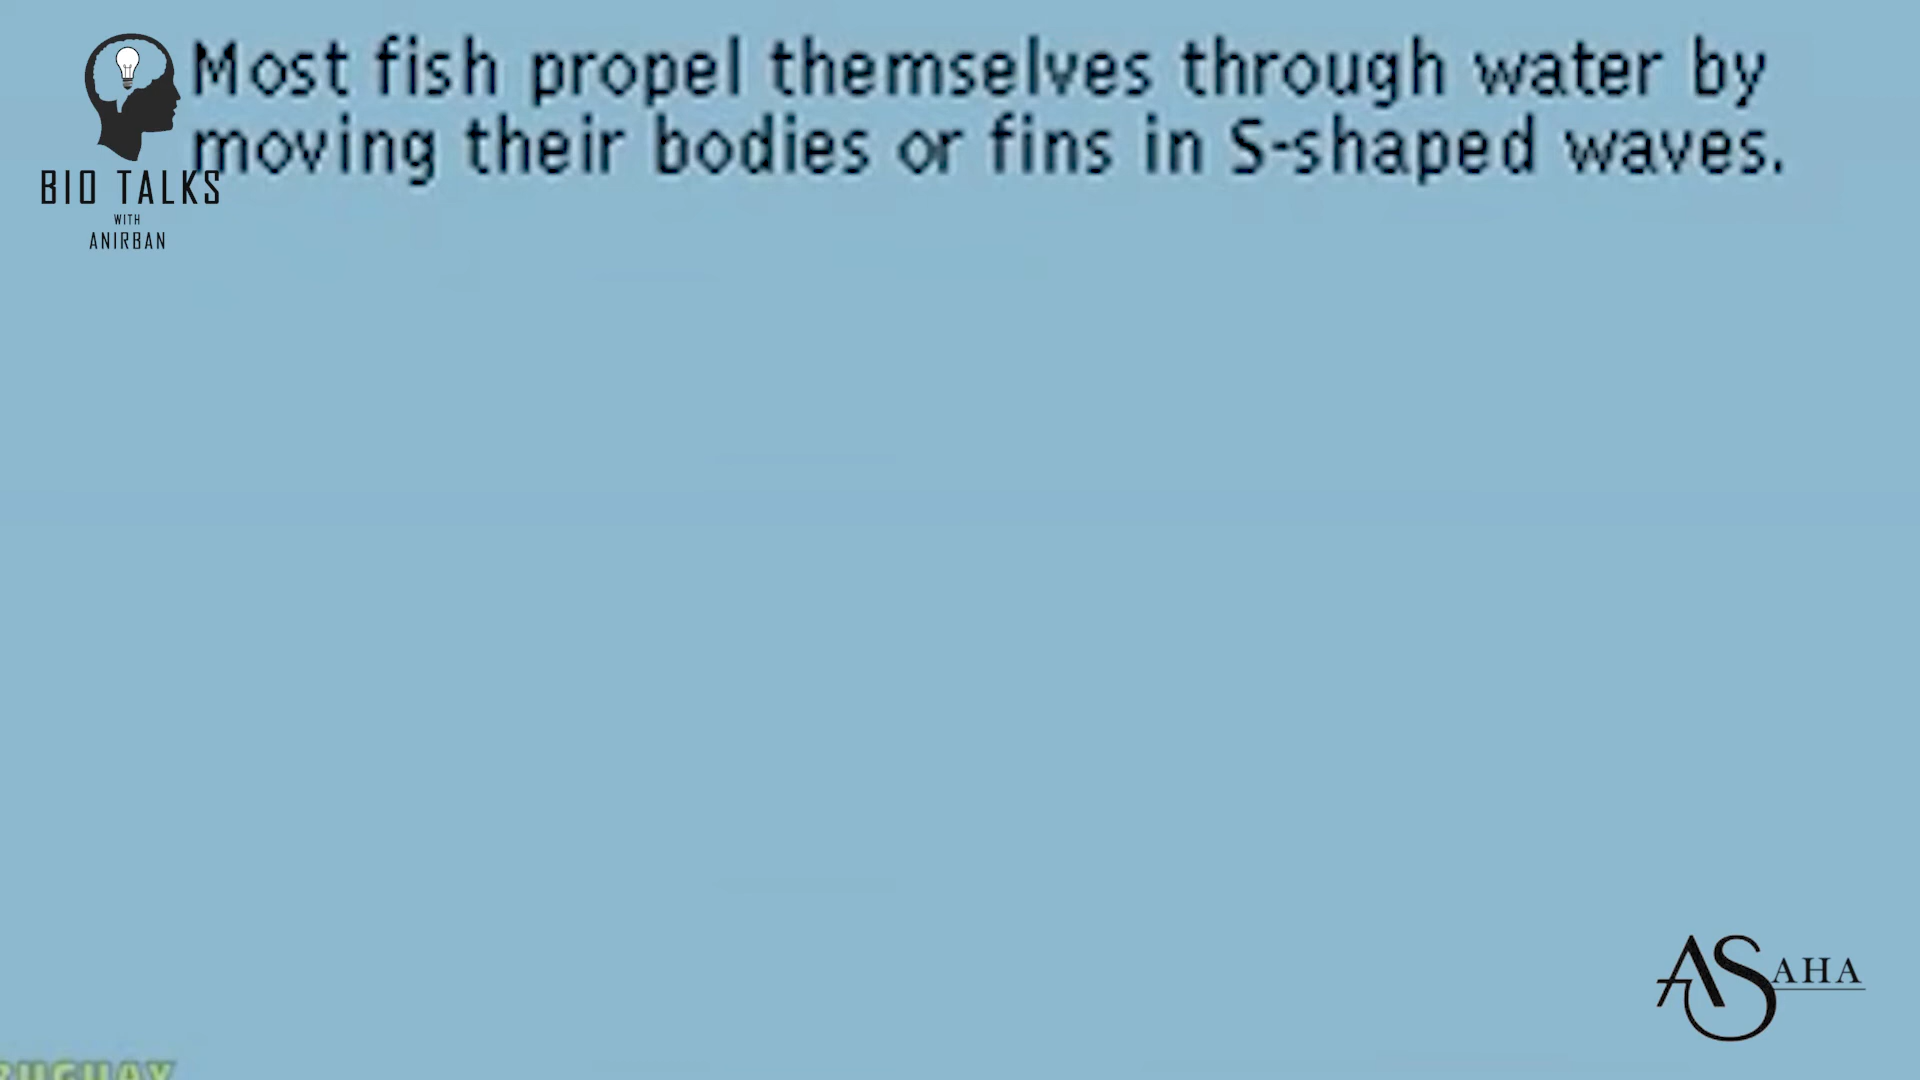 Most fish propel themselves through water by
moving their bodies or fins in S-shaped waves.
BIO TALKS
WITH
ANIRBAN
ASAHA